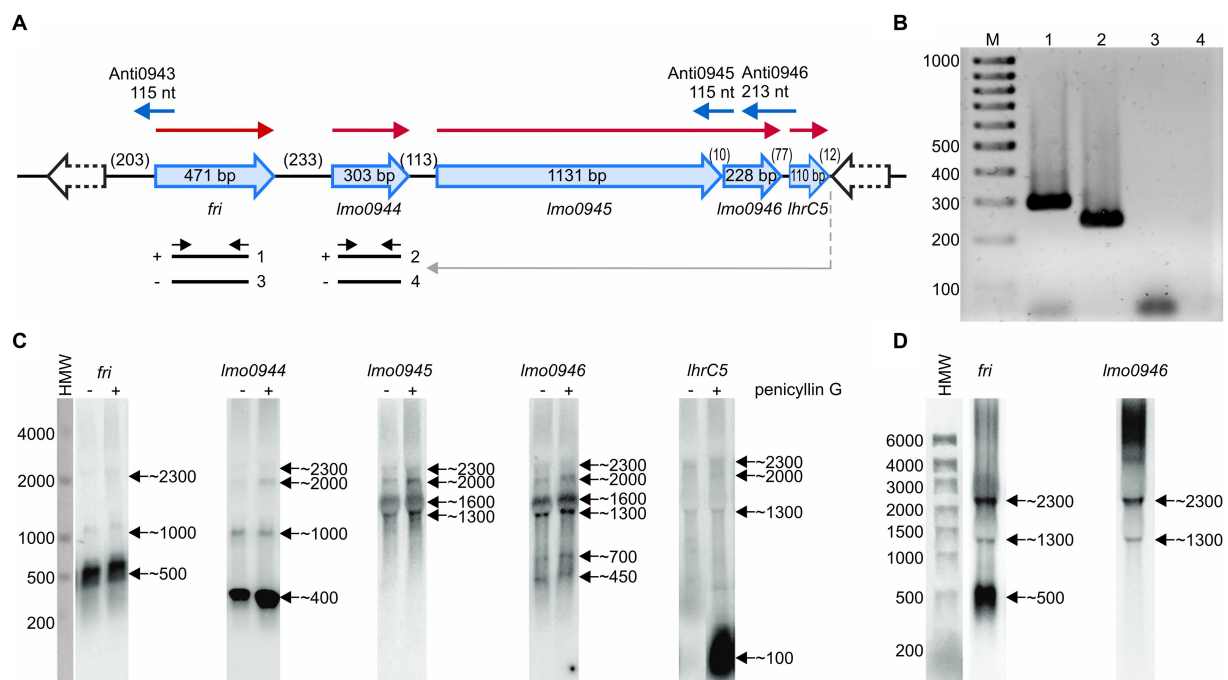 A
Anti0943
115 nt
Anti0945
115 nt
Anti0946
213 nt
(203)
(233)
(113)
(10)
(77)
(12)
471 bp
303 bp
1131 bp
228 bp
110 bp
fri
lmo0944
lmo0945
lmo0946
lhrC5
+ 1
- 3
+ 2
- 4
B
M 1 2 3 4
1000
500
400
300
200
100
C
HMW
fri
- +
lmo0944
- +
lmo0945
- +
lmo0946
- +
lhrC5
- +
penicyllin G
4000
2000
1000
500
200
~2300
~1000
~500
~2300
~2000
~1000
~400
~2300
~2000
~1600
~1300
~2300
~2000
~1600
~1300
~700
~450
~2300
~2000
~1300
~100
D
HMW
fri
lmo0946
6000
4000
3000
2000
1500
1000
500
200
~2300
~1300
~500
~2300
~1300